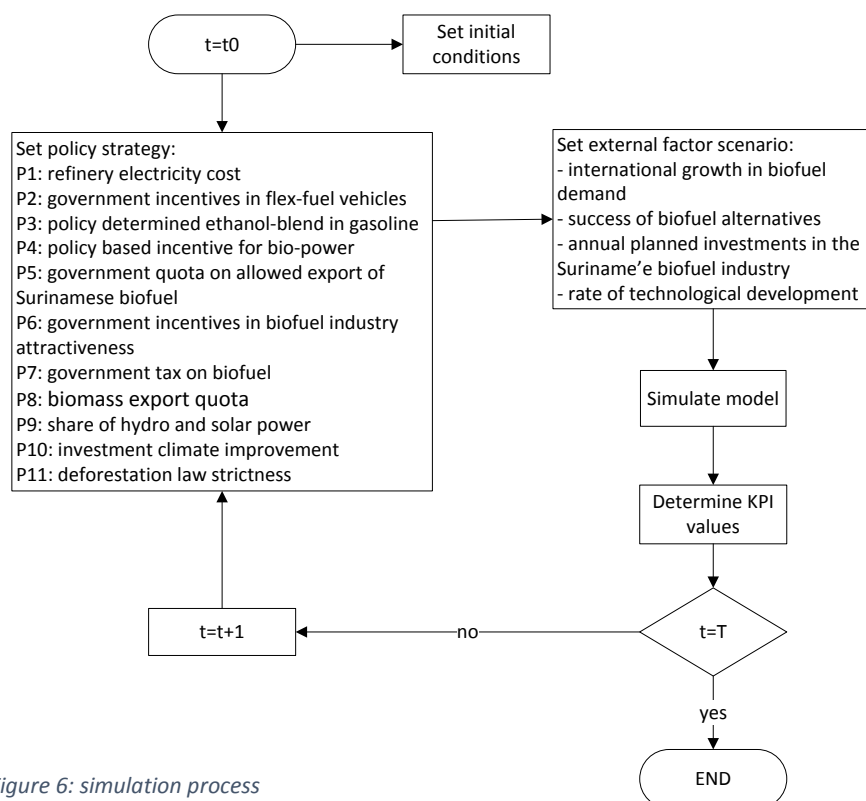 t=t0
Set initial
conditions
Set policy strategy:
P1: refinery electricity cost
P2: government incentives in flex-fuel vehicles
P3: policy determined ethanol-blend in gasoline
P4: policy based incentive for bio-power
P5: government quota on allowed export of
Surinamese biofuel
P6: government incentives in biofuel industry
attractiveness
P7: government tax on biofuel
P8: biomass export quota
P9: share of hydro and solar power
P10: investment climate improvement
P11: deforestation law strictness
Set external factor scenario:
- international growth in biofuel
demand
- success of biofuel alternatives
- annual planned investments in the
Suriname’e biofuel industry
- rate of technological development
Simulate model
Determine KPI
values
t=T
no
t=t+1
yes
END
igure 6: simulation process